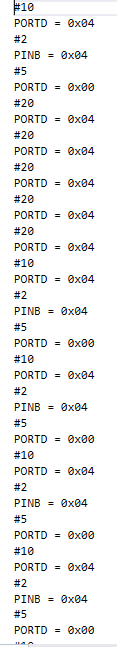 #10
PORTD = 0x04
#2
PINB = 0x04
#5
PORTD = 0x00
#20
PORTD = 0x04
#20
PORTD = 0x04
#20
PORTD = 0x04
#20
PORTD = 0x04
#20
PORTD = 0x04
#10
PORTD = 0x04
#2
PINB = 0x04
#5
PORTD = 0x00
#10
PORTD = 0x04
#2
PINB = 0x04
#5
PORTD = 0x00
#10
PORTD = 0x04
#2
PINB = 0x04
#5
PORTD = 0x00
#10
PORTD = 0x04
#2
PINB = 0x04
#5
PORTD = 0x00